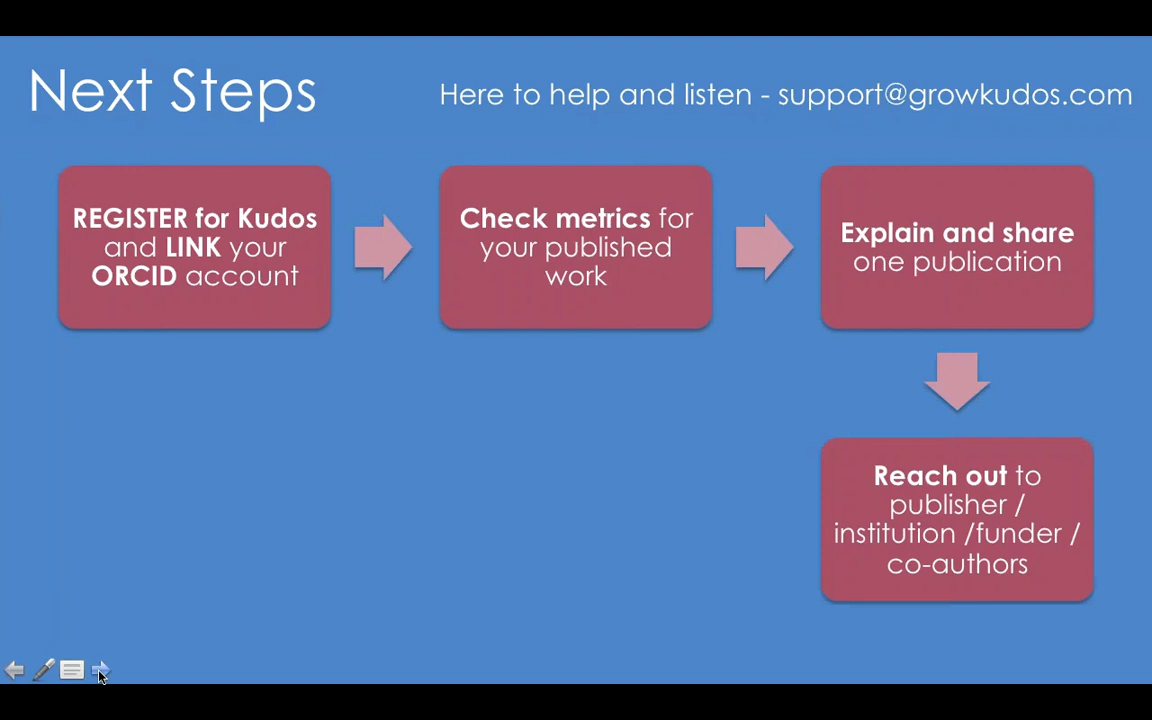 Next Steps
Here to help and listen - support@growkudos.com
REGISTER for Kudos
and LINK your
ORCID account
Check metrics for
your published
work
Explain and share
one publication
Reach out to
publisher /
institution /funder /
co-authors